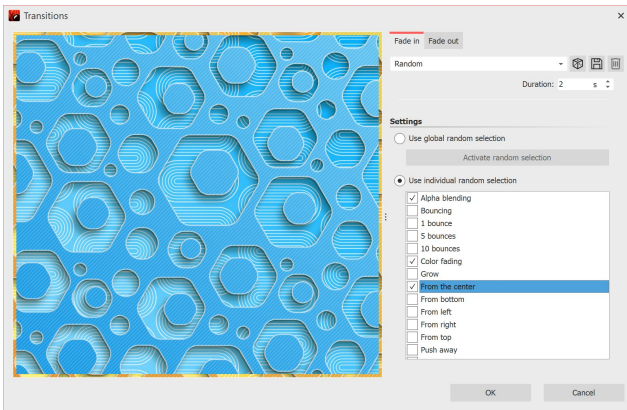 Transitions
Fade in Fade out
Random
Duration: 2 s
Settings
Use global random selection
Activate random selection
Use individual random selection
Alpha blending
Bouncing
1 bounce
5 bounces
10 bounces
Color fading
Grow
From the center
From bottom
From left
From right
From top
Push away
OK Cancel